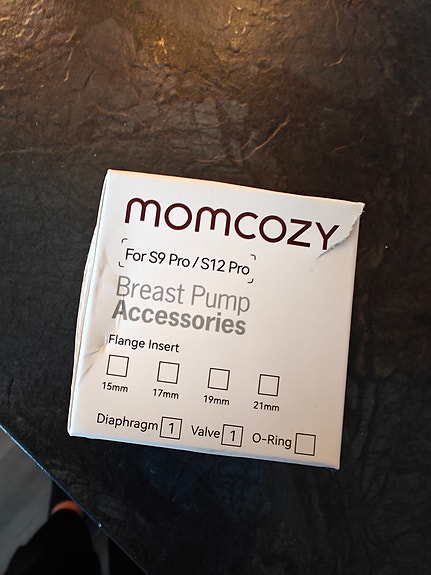 momcozy
For S9 Pro / S12 Pro
Breast Pump
Accessories
Flange Insert
15mm 17mm 19mm 21mm
Diaphragm 1 Valve 1 O-Ring